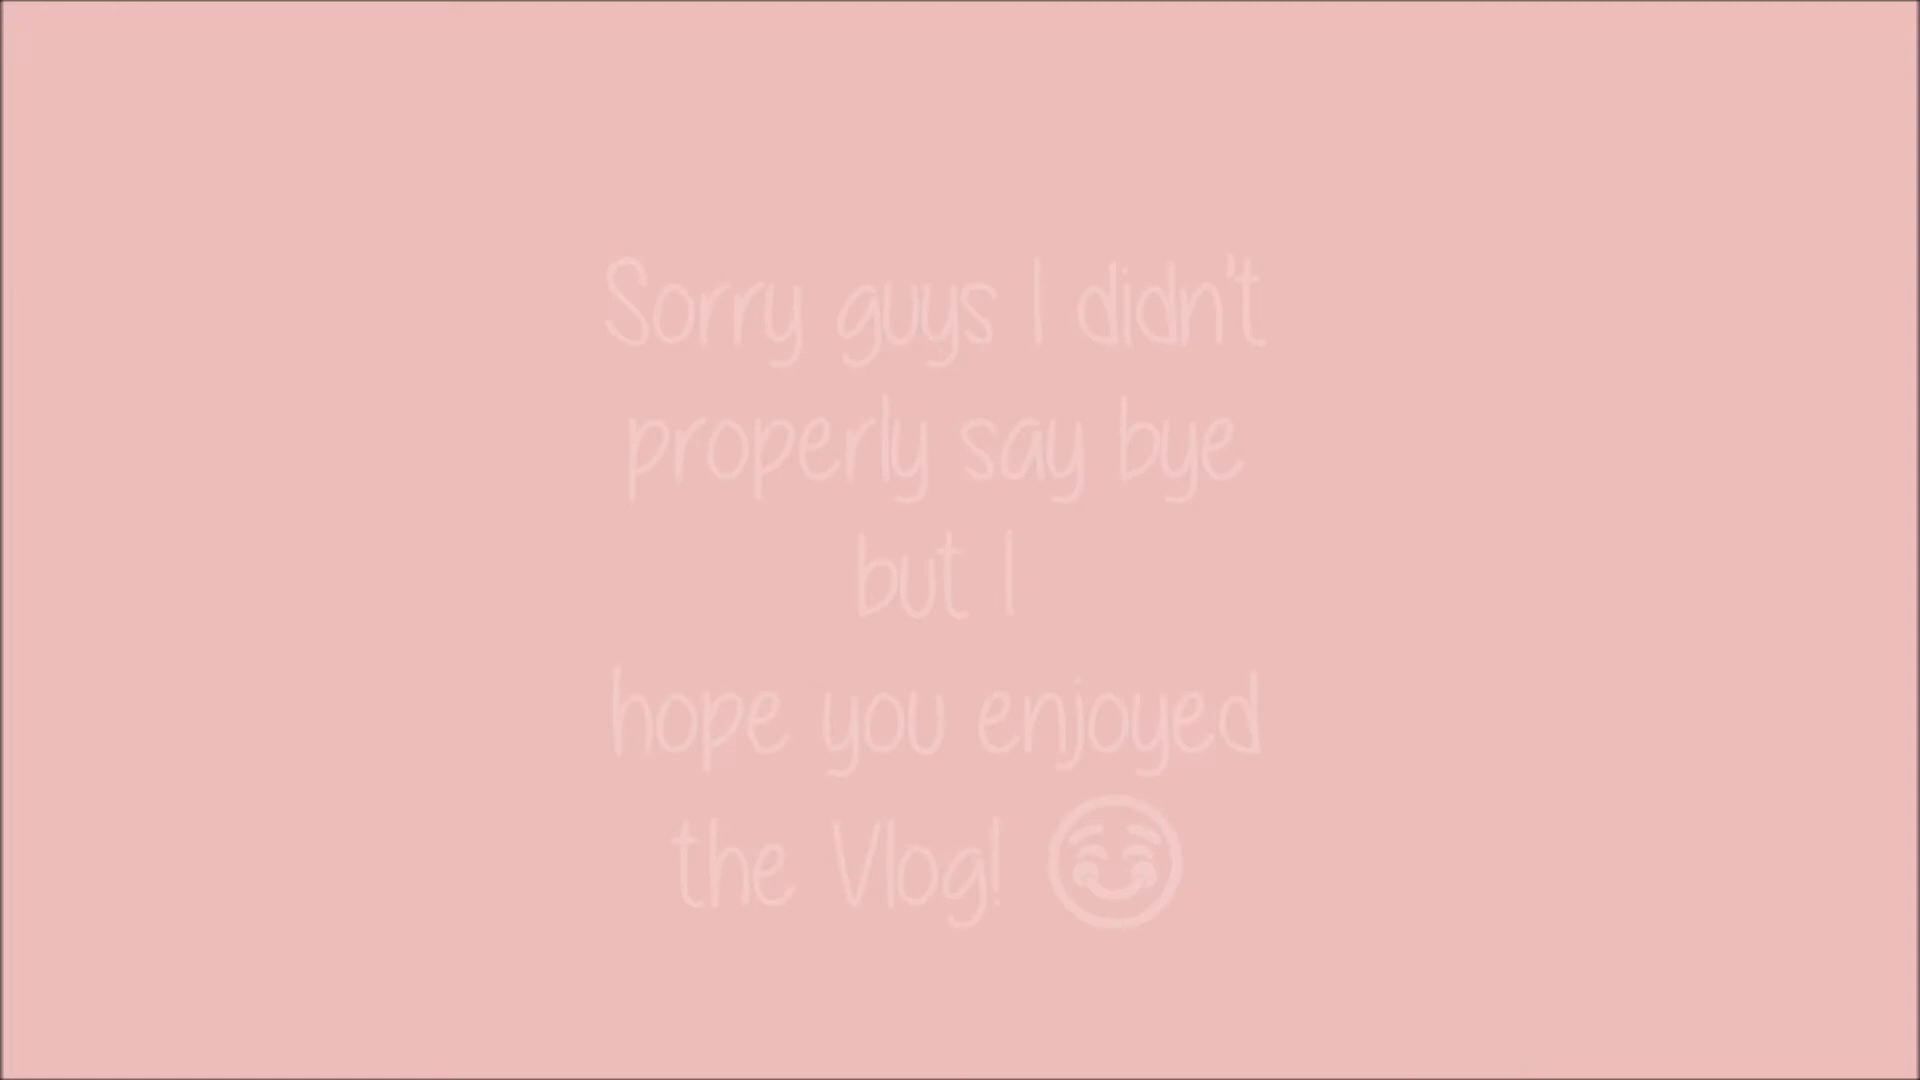 Sorry guys I didn't
properly say bye
but I
hope you enjoyed
the Vlog! 😊